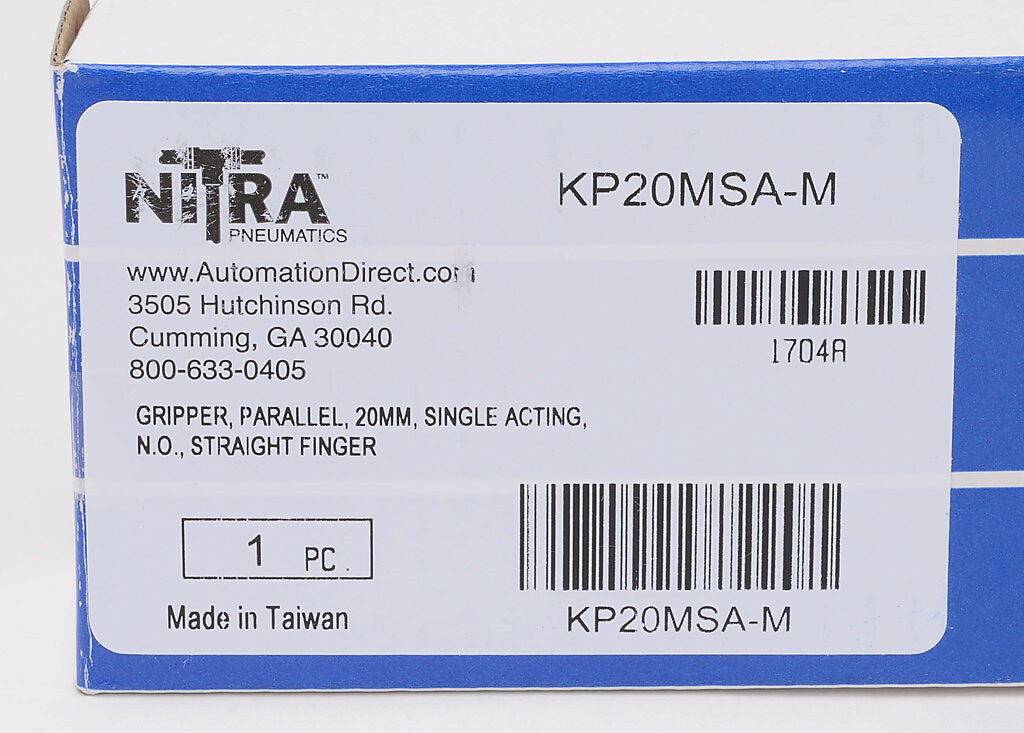 NITRA™
PNEUMATICS
KP20MSA-M
www.AutomationDirect.com
3505 Hutchinson Rd.
Cumming, GA 30040
800-633-0405
1704A
GRIPPER, PARALLEL, 20MM, SINGLE ACTING,
N.O., STRAIGHT FINGER
1 PC.
Made in Taiwan
KP20MSA-M